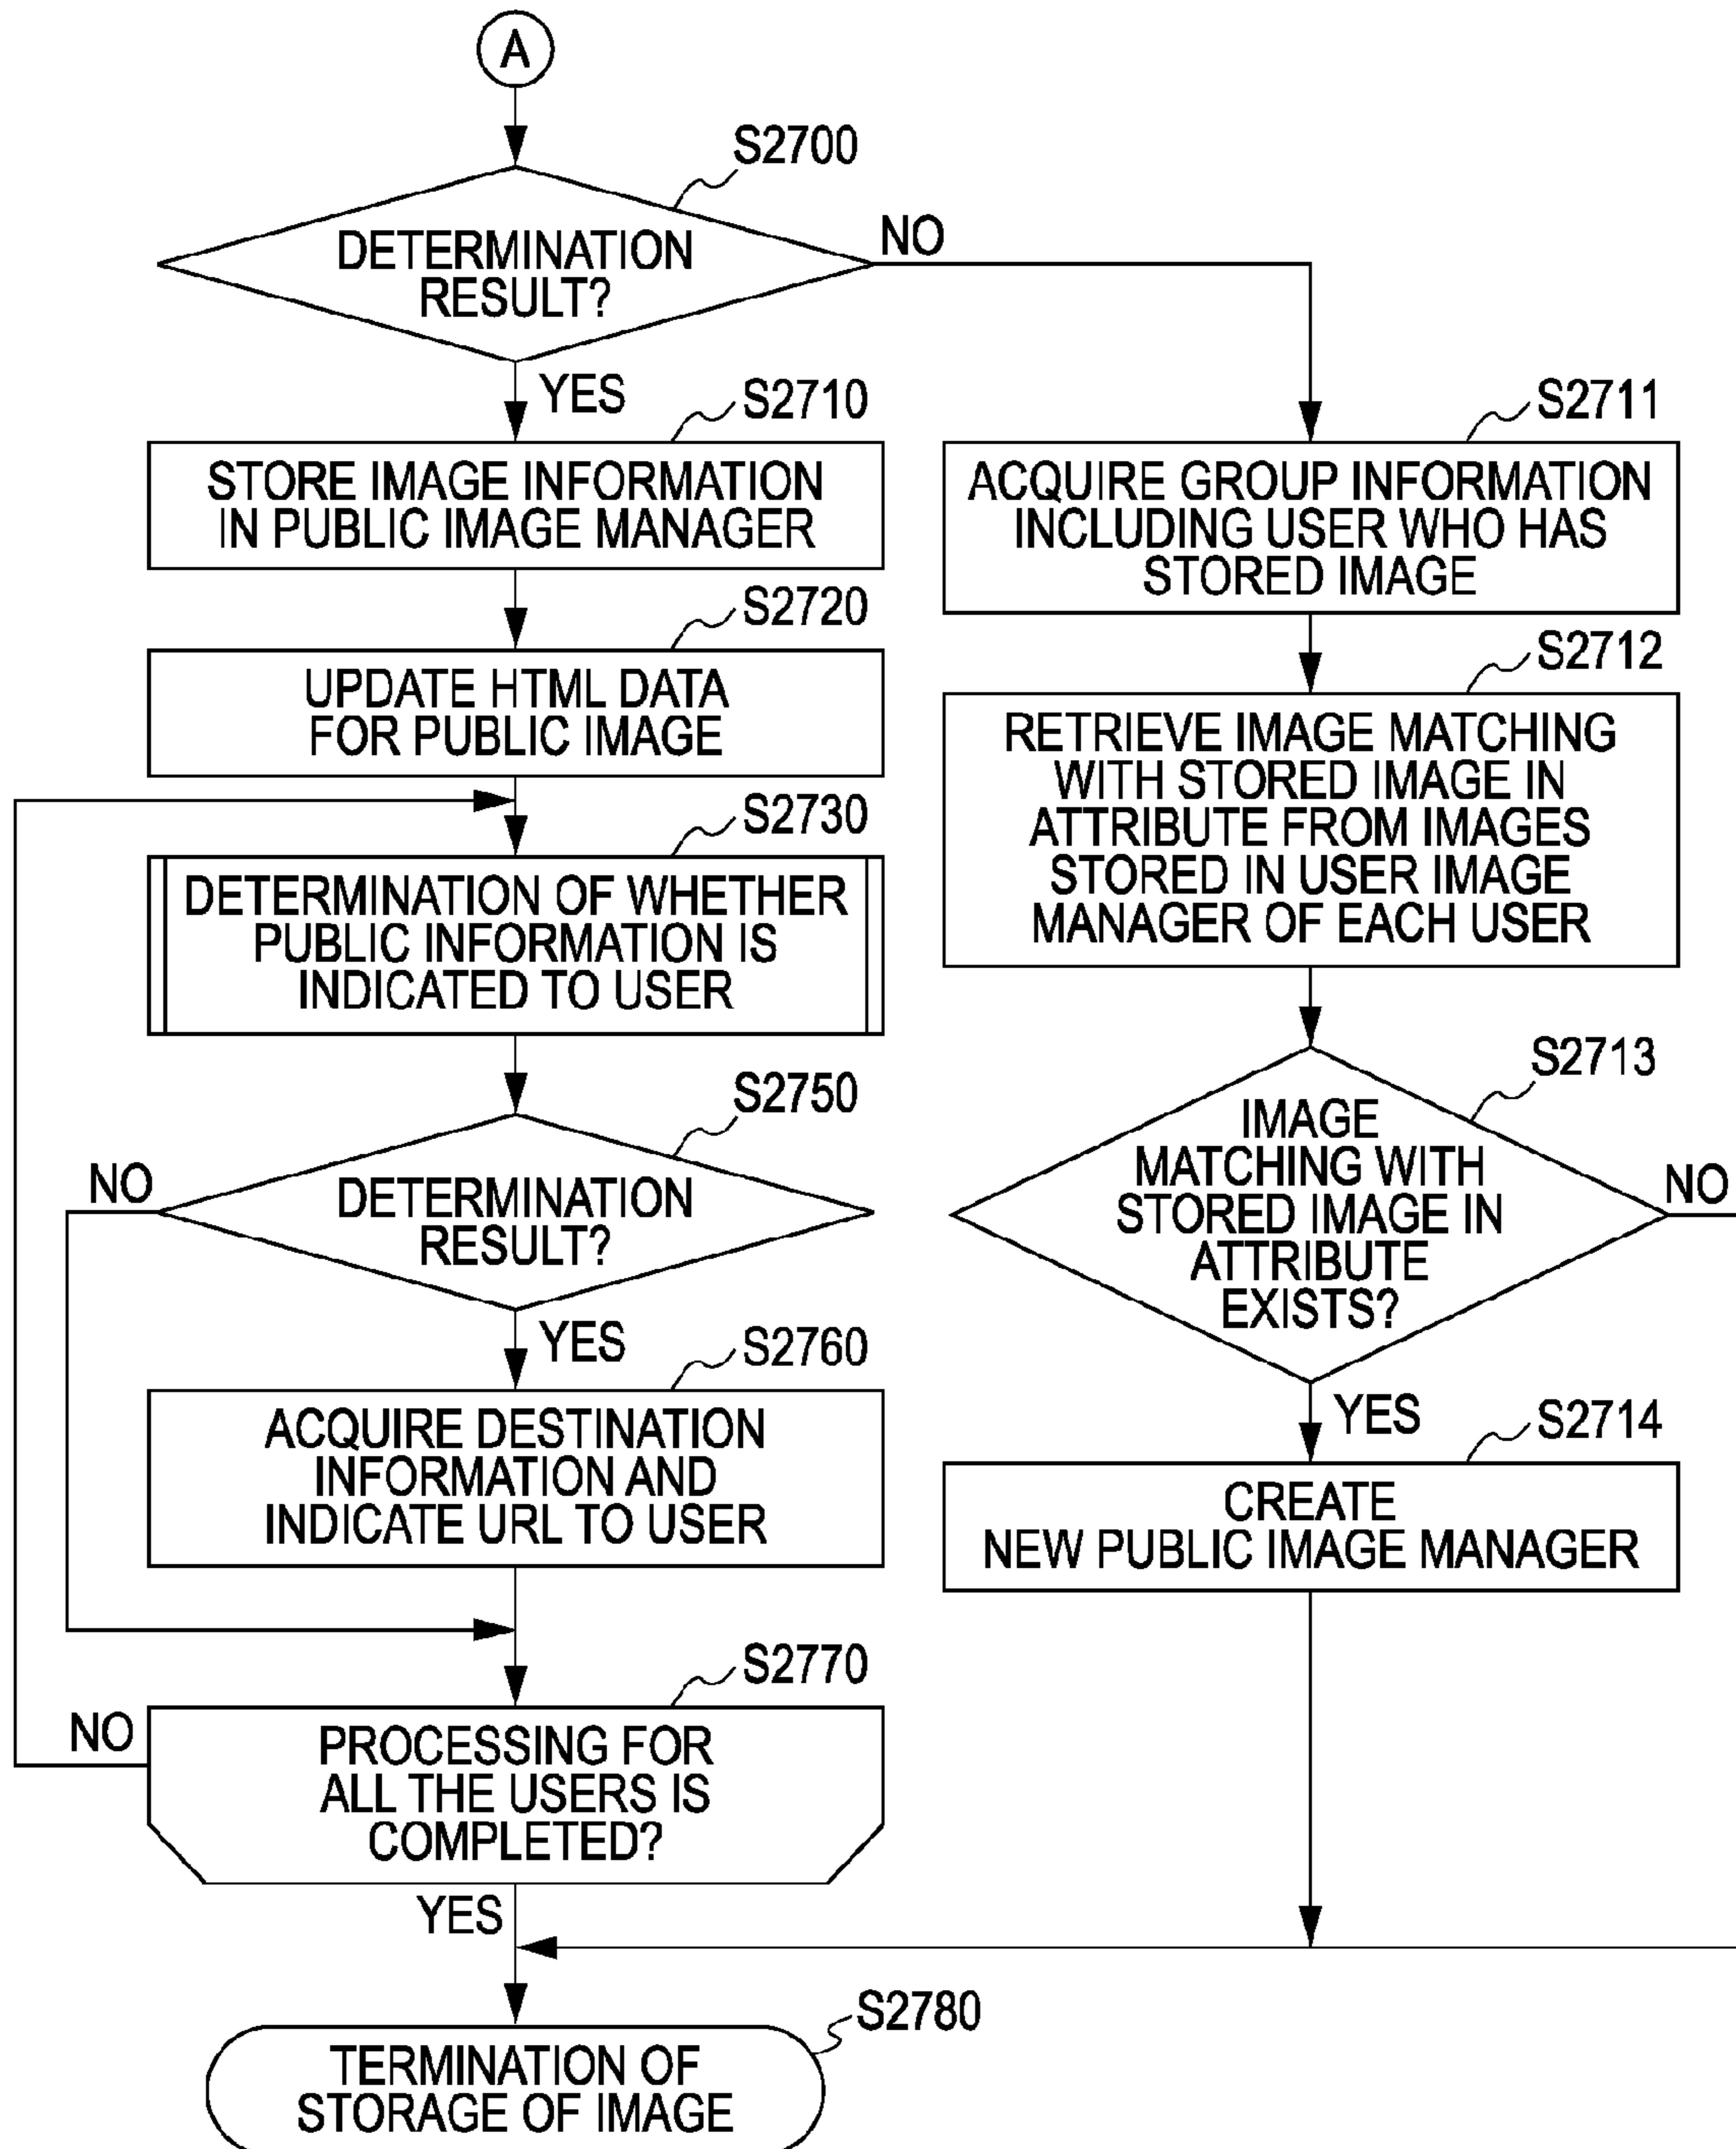 A
S2700
DETERMINATION
RESULT?
NO
YES
S2710
STORE IMAGE INFORMATION
IN PUBLIC IMAGE MANAGER
S2720
UPDATE HTML DATA
FOR PUBLIC IMAGE
S2730
DETERMINATION OF WHETHER
PUBLIC INFORMATION IS
INDICATED TO USER
S2750
NO
DETERMINATION
RESULT?
YES
S2760
ACQUIRE DESTINATION
INFORMATION AND
INDICATE URL TO USER
S2770
NO
PROCESSING FOR
ALL THE USERS IS
COMPLETED?
YES
S2711
ACQUIRE GROUP INFORMATION
INCLUDING USER WHO HAS
STORED IMAGE
S2712
RETRIEVE IMAGE MATCHING
WITH STORED IMAGE IN
ATTRIBUTE FROM IMAGES
STORED IN USER IMAGE
MANAGER OF EACH USER
S2713
IMAGE
MATCHING WITH
STORED IMAGE IN
ATTRIBUTE
EXISTS?
NO
YES
S2714
CREATE
NEW PUBLIC IMAGE MANAGER
S2780
TERMINATION OF
STORAGE OF IMAGE